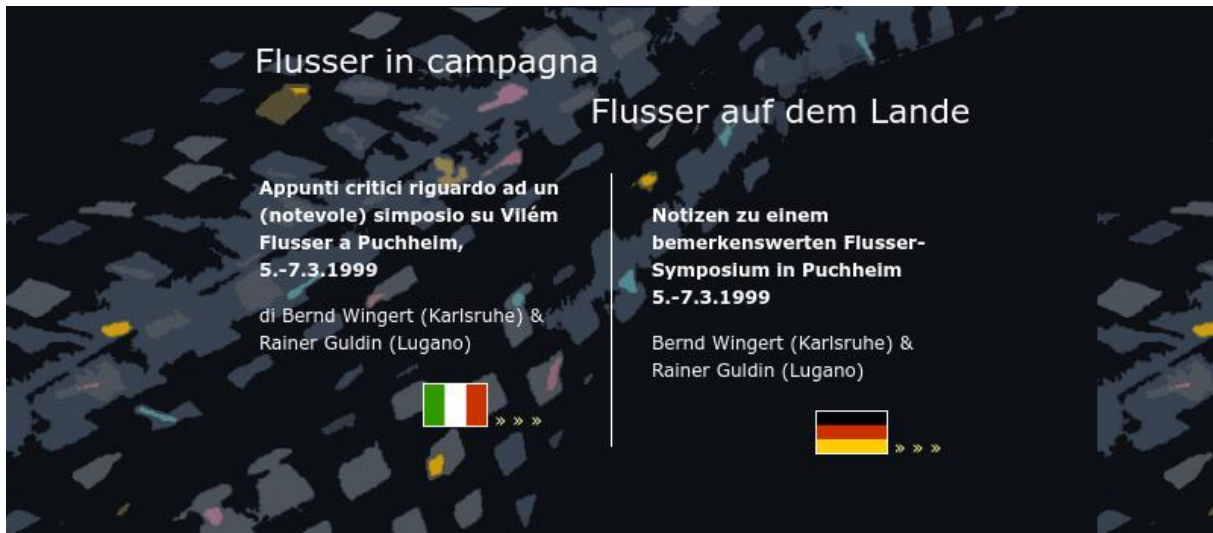 Flusser in campagna
Flusser auf dem Lande
Appunti critici riguardo ad un
(notevole) simposio su Vilém
Flusser a Puchheim,
5.-7.3.1999
di Bernd Wingert (Karlsruhe) &
Rainer Guldin (Lugano)
» » »
Notizen zu einem
bemerkenswerten Flusser-
Symposium in Puchheim
5.-7.3.1999
Bernd Wingert (Karlsruhe) &
Rainer Guldin (Lugano)
» » »